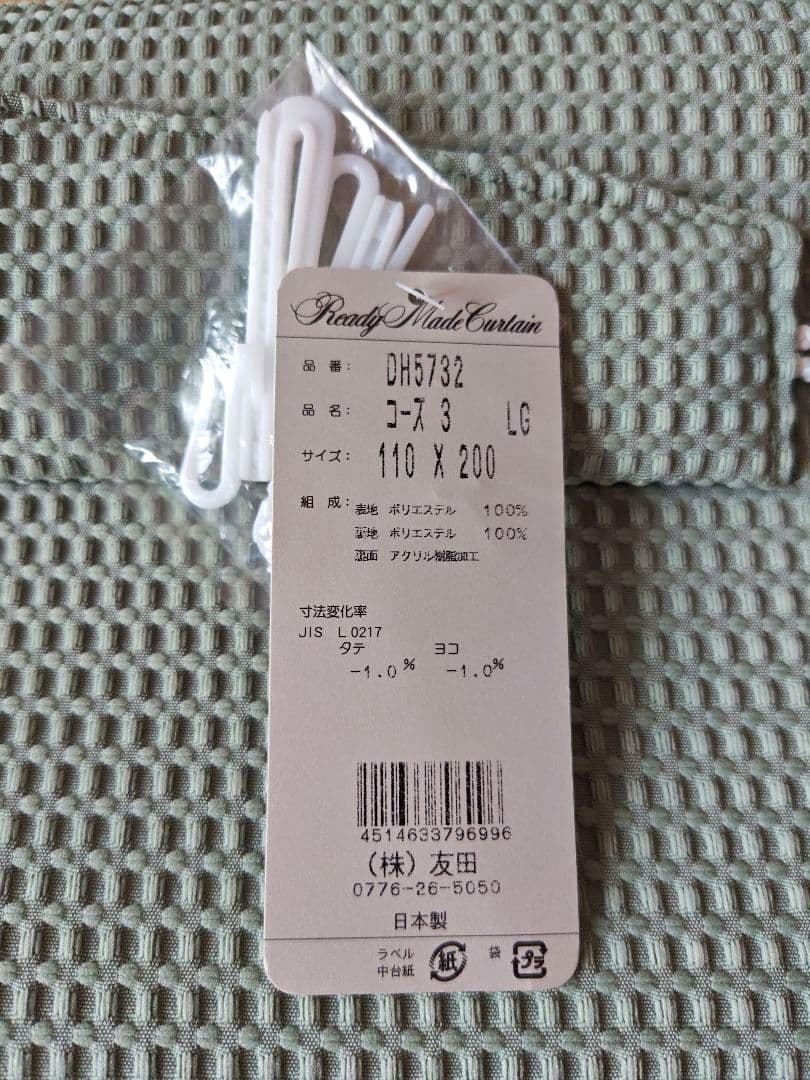 Ready Made Curtain
品番: DH5732
品名: コーズ 3 LG
サイズ: 110 X 200
組成: 表地 ポリエステル 100%
裏地 ポリエステル 100%
裏面 アクリル樹脂加工
寸法変化率
JIS L 0217
タテ ヨコ
-1.0% -1.0%
4514633796996
(株)友田
0776-26-5050
日本製
ラベル 紙 袋 プラ
中台紙